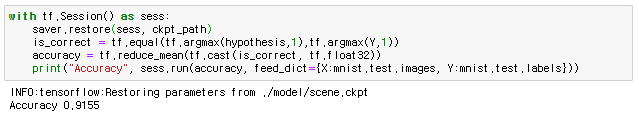 with tf.Session() as sess:
    saver.restore(sess, ckpt_path)
    is_correct = tf.equal(tf.argmax(hypothesis,1),tf.argmax(Y,1))
    accuracy = tf.reduce_mean(tf.cast(is_correct, tf.float32))
    print("Accuracy", sess.run(accuracy, feed_dict={X:mnist.test.images, Y:mnist.test.labels}))
INFO:tensorflow:Restoring parameters from ./model/scene.ckpt
Accuracy 0.9155